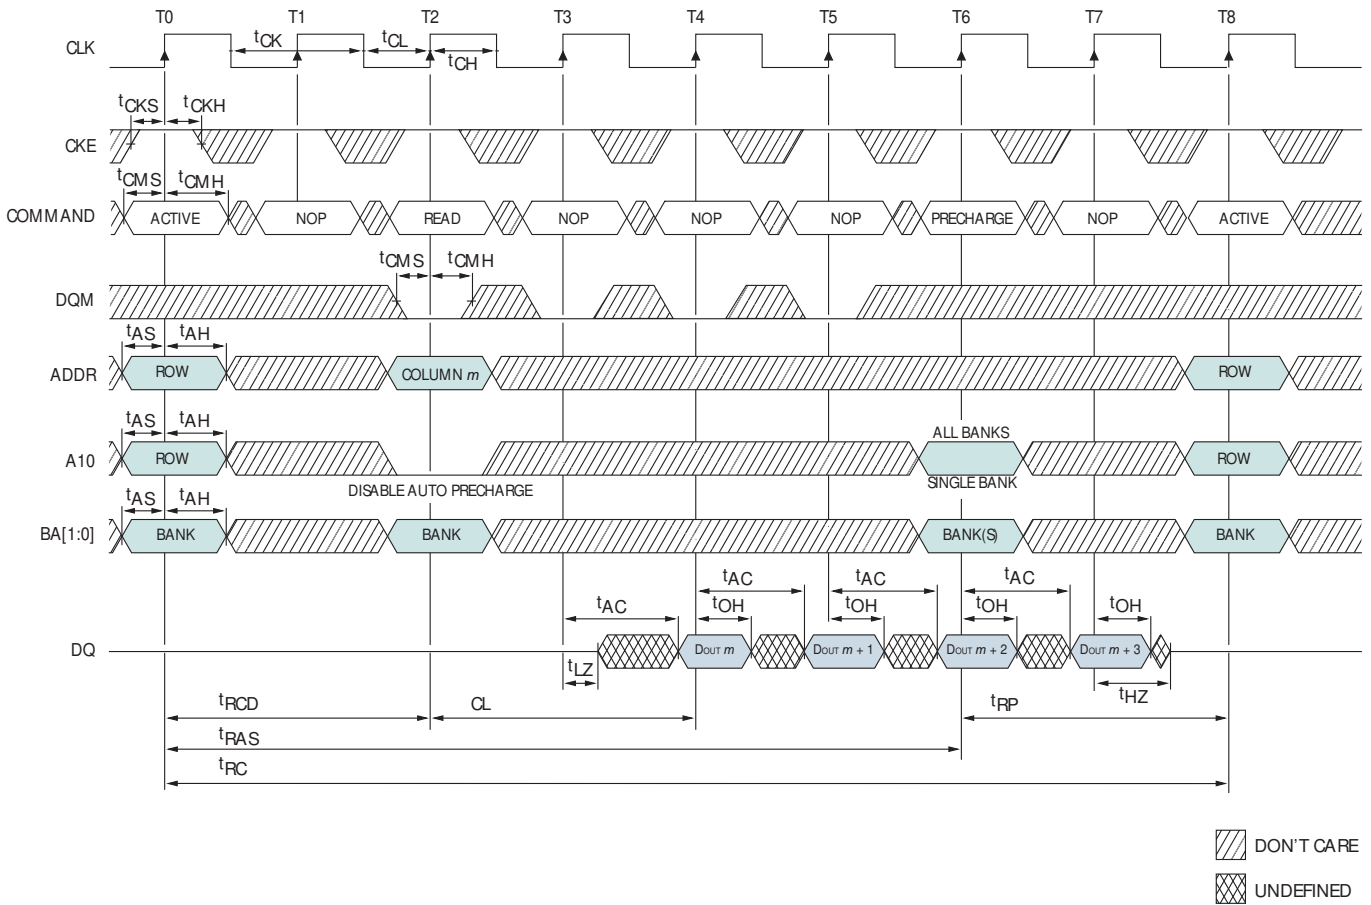 T0 T1 T2 T3 T4 T5 T6 T7 T8
CLK
tCK tCL
tCH
tCKS tCKH
CKE
tCMS tCMH
COMMAND ACTIVE NOP READ NOP NOP NOP PRECHARGE NOP ACTIVE
tCMS tCMH
DQM
tAS tAH
ADDR ROW COLUMN m ROW
tAS tAH ALL BANKS
A10 ROW ROW
DISABLE AUTO PRECHARGE SINGLE BANK
tAS tAH
BA[1:0] BANK BANK BANK(S) BANK
tAC tAC tAC
tAC tOH tOH tOH tOH
DQ DOUT m DOUT m + 1 DOUT m + 2 DOUT m + 3
tLZ tHZ
tRCD CL tRP
tRAS
tRC
DON'T CARE
UNDEFINED